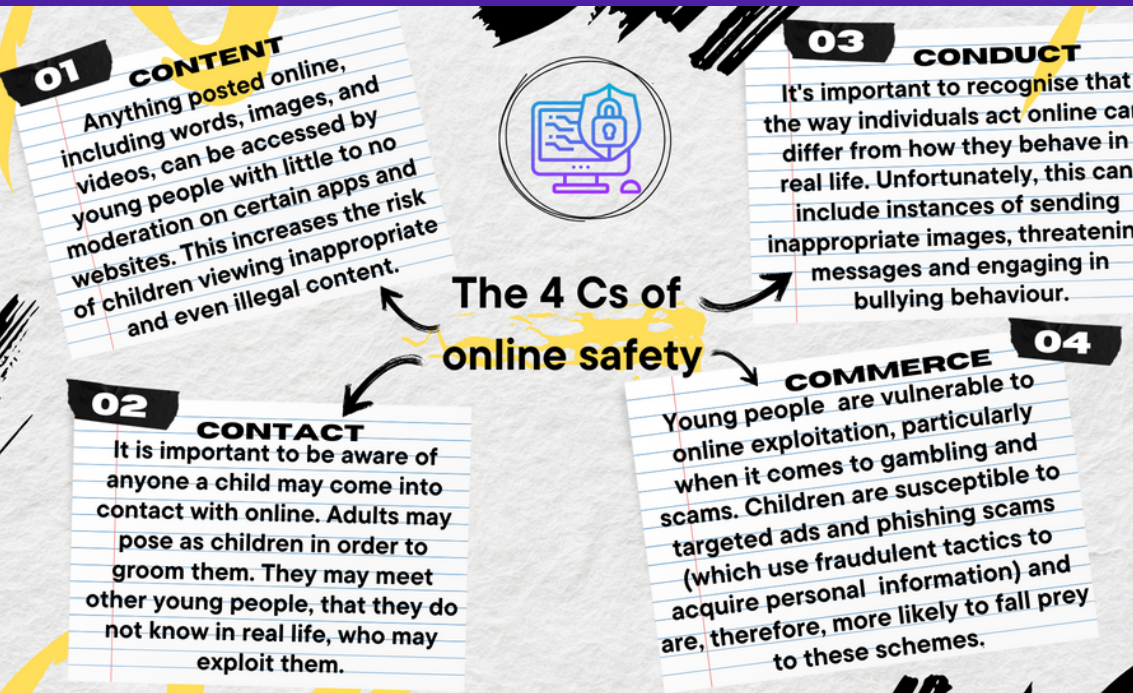 01
CONTENT
Anything posted online,
including words, images, and
videos, can be accessed by
young people with little to no
moderation on certain apps and
websites. This increases the risk
of children viewing inappropriate
and even illegal content.
The 4 Cs of
online safety
02
CONTACT
It is important to be aware of
anyone a child may come into
contact with online. Adults may
pose as children in order to
groom them. They may meet
other young people, that they do
not know in real life, who may
exploit them.
03
CONDUCT
It's important to recognise that
the way individuals act online
differ from how they behave in
real life. Unfortunately, this can
include instances of sending
inappropriate images,
messages and engaging in
bullying behaviour.
04
COMMERCE
Young people are vulnerable to
online exploitation, particularly
when it comes to gambling and
scams. Children are susceptible to
targeted ads and phishing scams
(which use fraudulent tactics to
acquire personal information) and
are, therefore, more likely to fall prey
to these schemes.